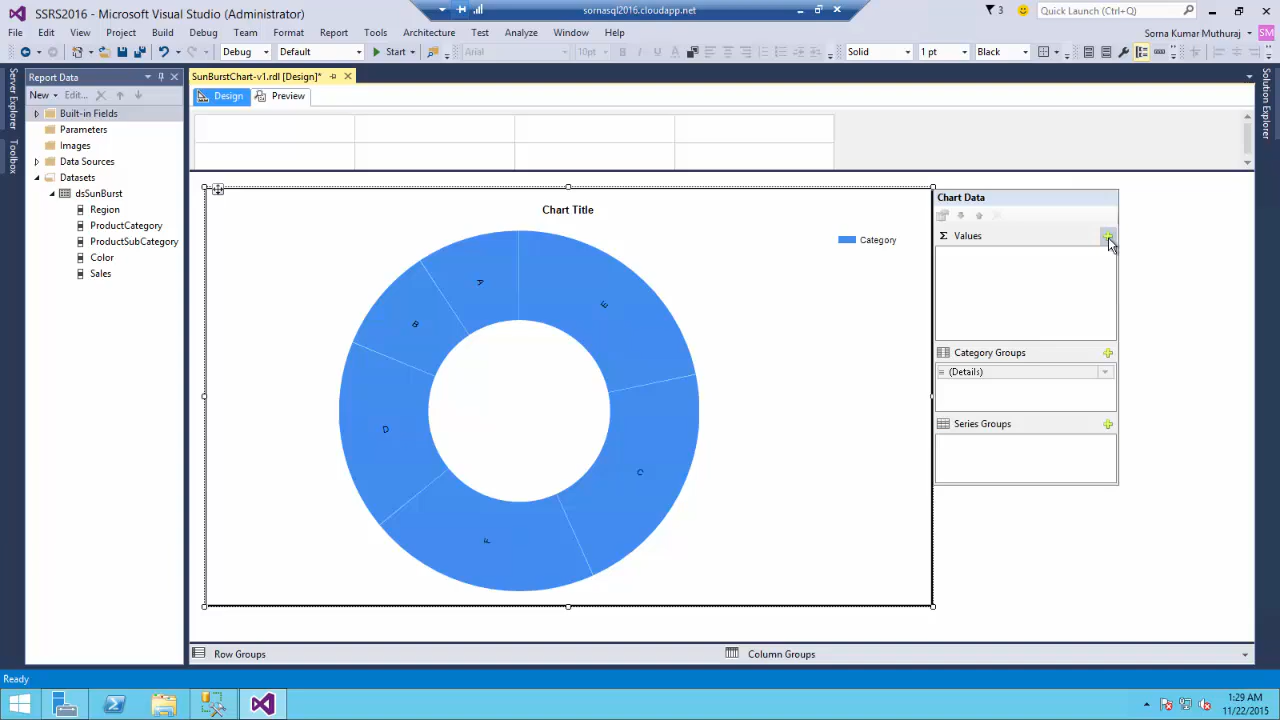 sornasql2016.cloudapp.net
SSRS2016 - Microsoft Visual Studio (Administrator)
3
Quick Launch (Ctrl+Q)
File Edit View Project Build Debug Team Format Report Tools Architecture Test Analyze Window Help
Sorna Kumar Muthuraj
SM
Debug Default Start Arial 10pt B I U A Solid 1 pt Black
Server Explorer
Toolbox
Solution Explorer
Report Data
New Edit...
Built-in Fields
Parameters
Images
Data Sources
Datasets
dsSunBurst
Region
ProductCategory
ProductSubCategory
Color
Sales
SunBurstChart-v1.rdl [Design]*
Design Preview
Chart Title
Category
A
E
B
D
C
F
Chart Data
Σ Values
Category Groups
(Details)
Series Groups
Row Groups
Column Groups
Ready
1:29 AM
11/22/2015